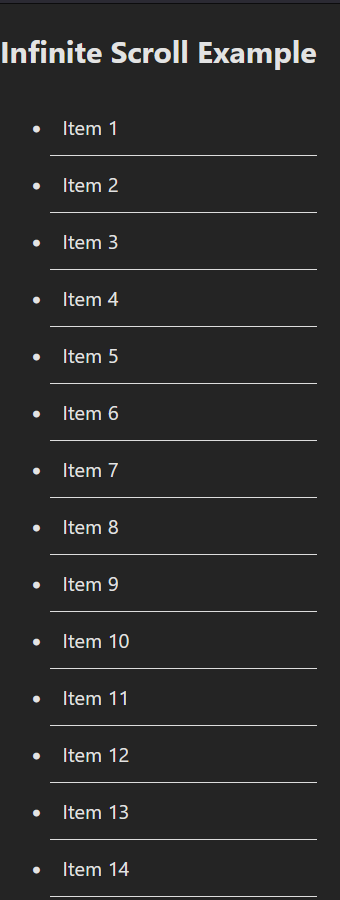 Infinite Scroll Example
• Item 1
• Item 2
• Item 3
• Item 4
• Item 5
• Item 6
• Item 7
• Item 8
• Item 9
• Item 10
• Item 11
• Item 12
• Item 13
• Item 14